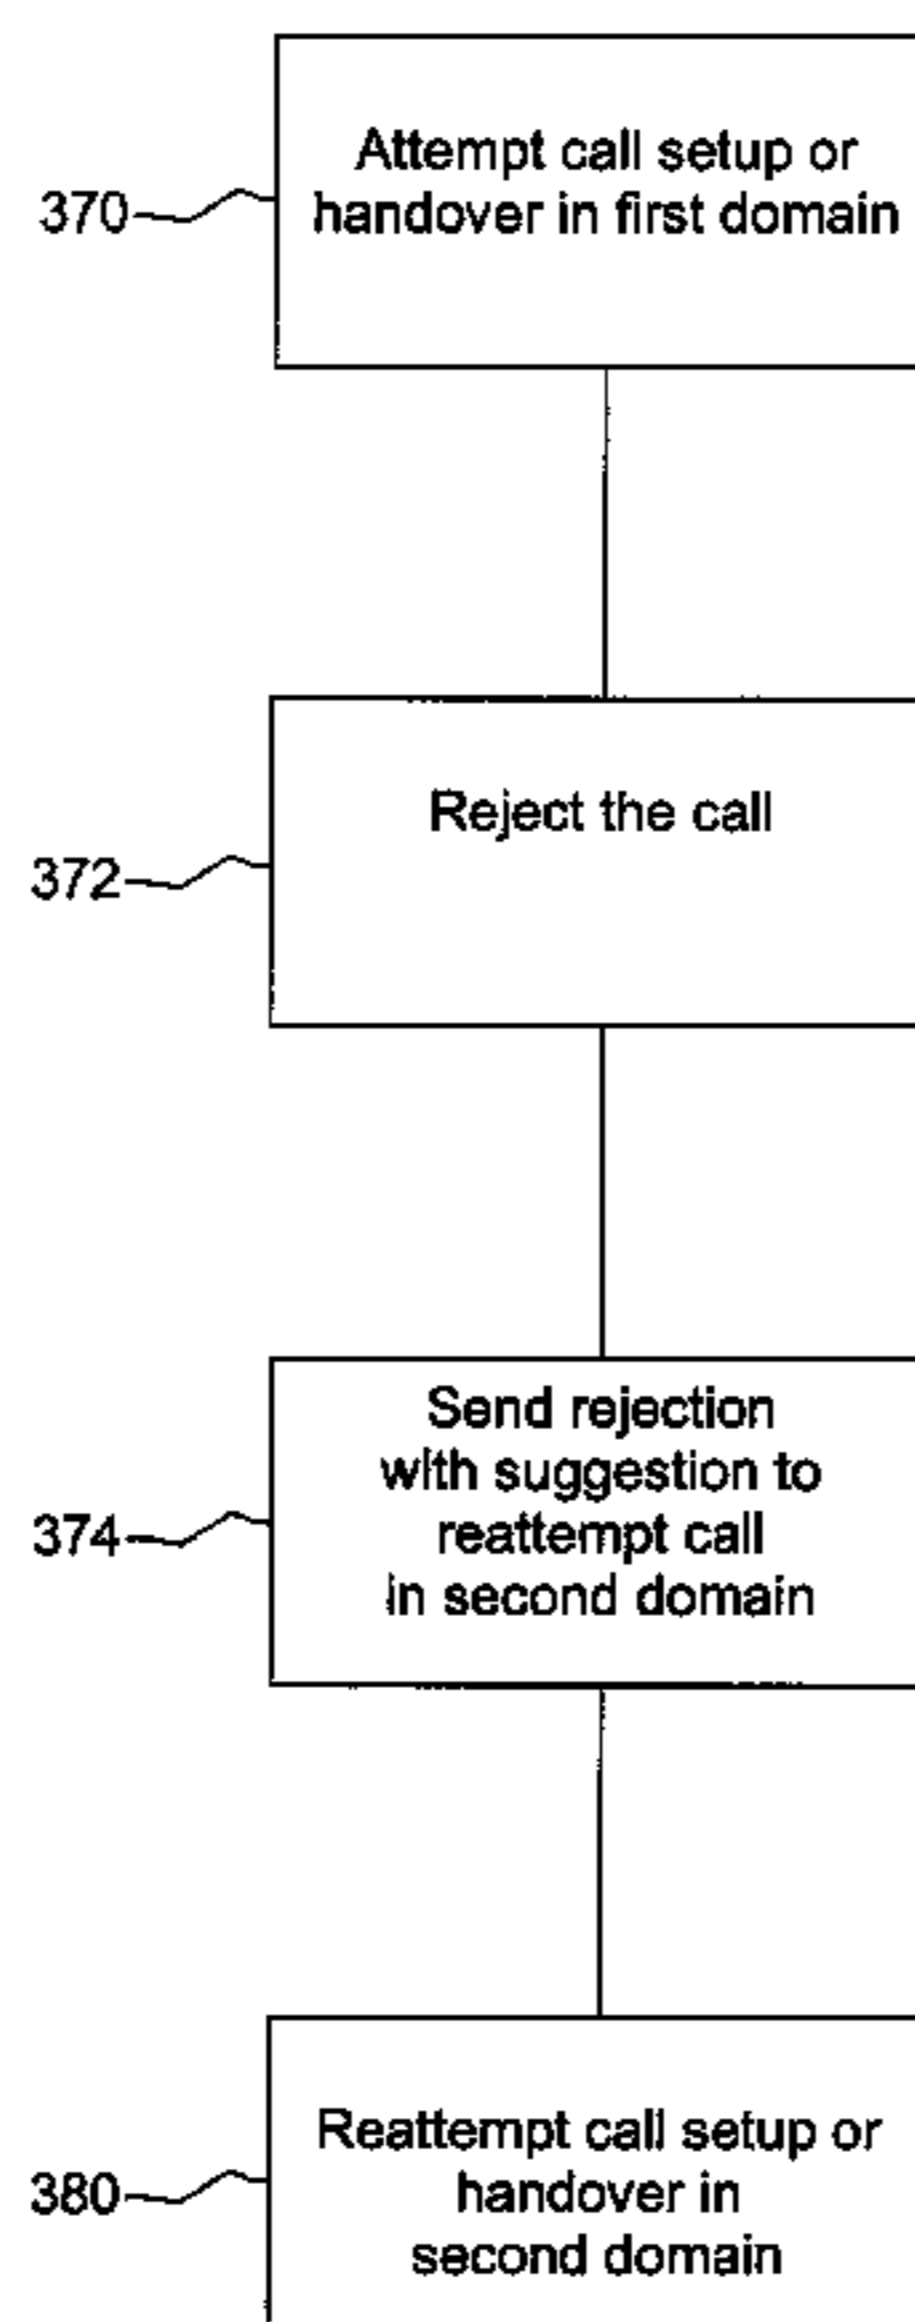 Attempt call setup or
370 handover in first domain
Reject the call
372
Send rejection
with suggestion to
374 reattempt call
in second domain
Reattempt call setup or
380 handover in
second domain